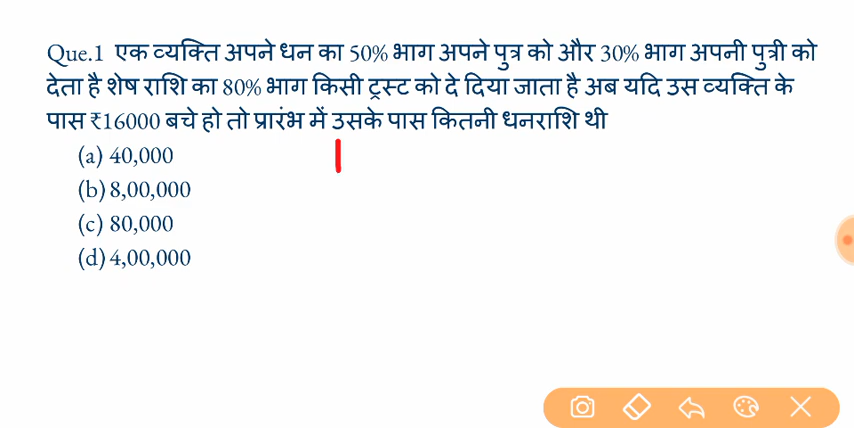 Que.1 एक व्यक्ति अपने धन का 50% भाग अपने पुत्र को और 30% भाग अपनी पुत्री को
देता है शेष राशि का 80% भाग किसी ट्रस्ट को दे दिया जाता है अब यदि उस व्यक्ति के
पास ₹16000 बचे हो तो प्रारंभ में उसके पास कितनी धनराशि थी
(a) 40,000
(b) 8,00,000
(c) 80,000
(d) 4,00,000